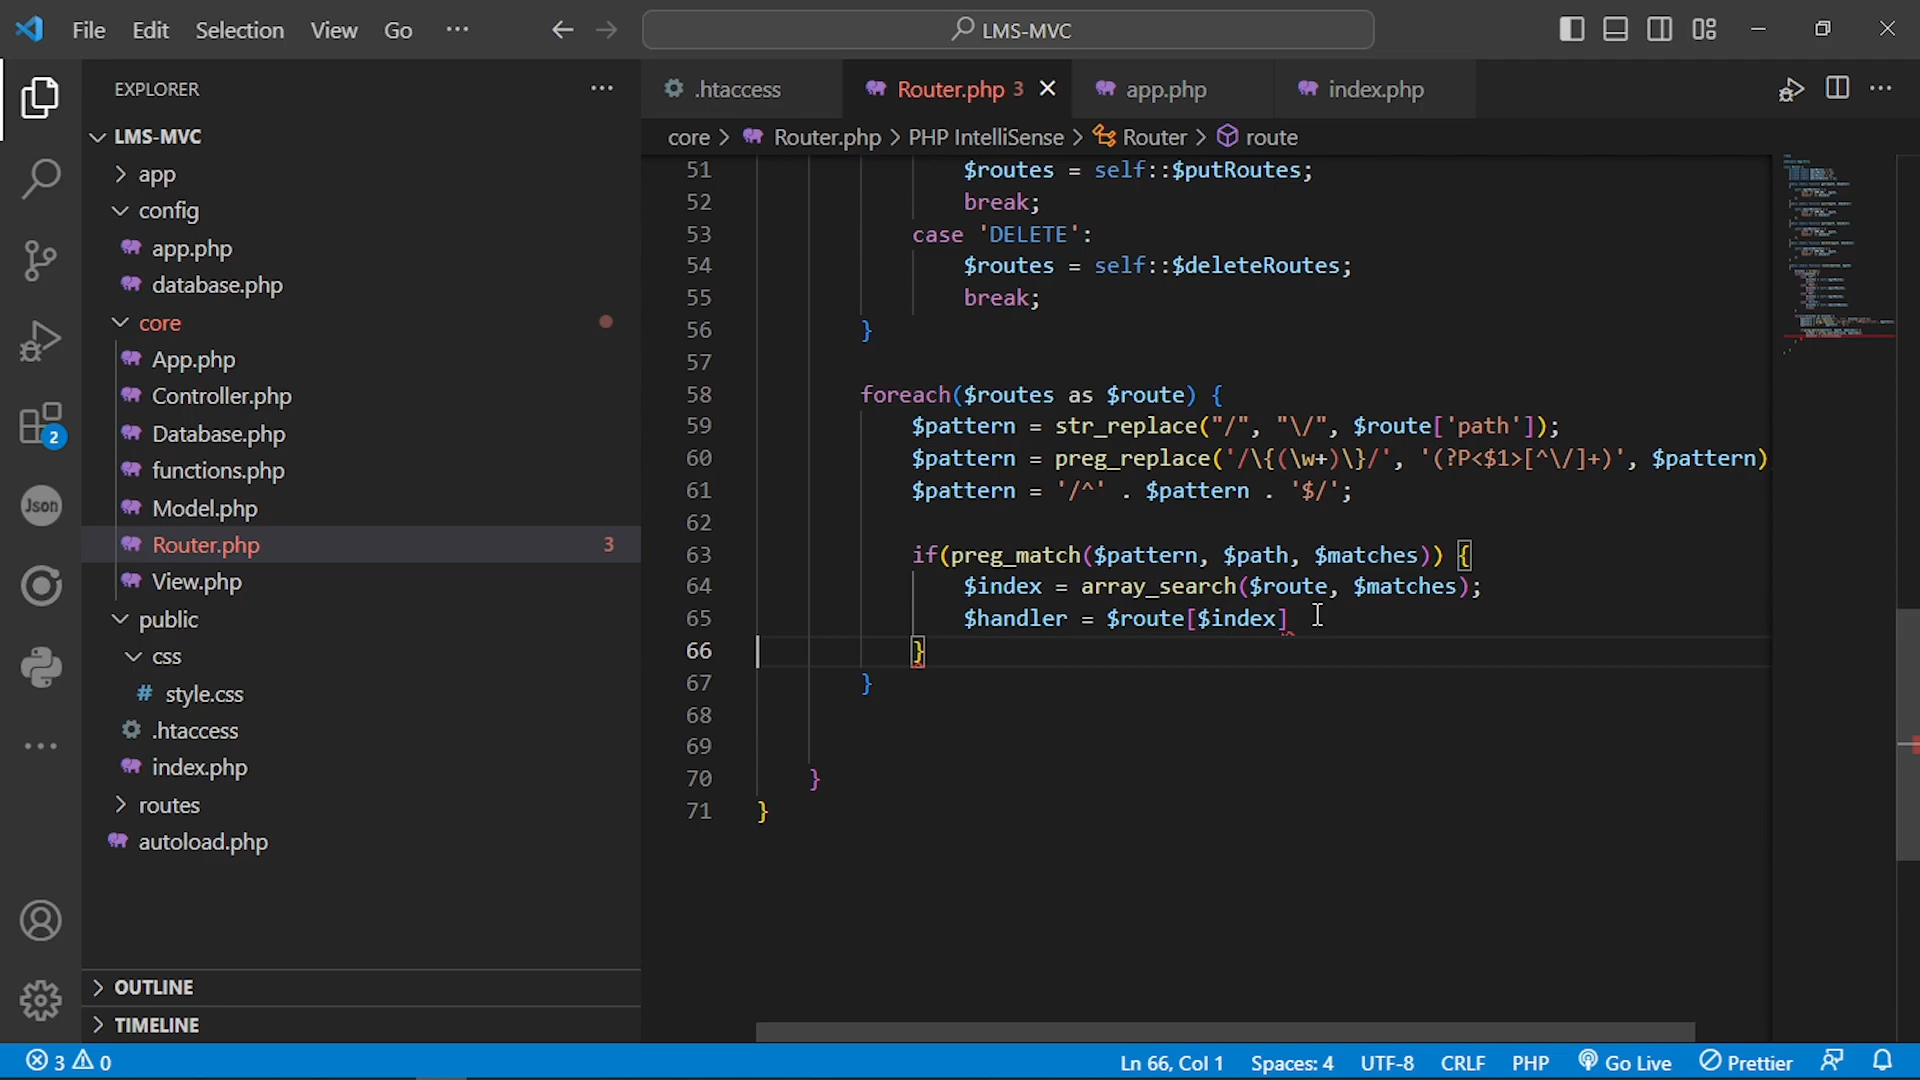 File Edit Selection View Go ··· LMS-MVC
EXPLORER ···
LMS-MVC
app
config
app.php
database.php
core
App.php
Controller.php
Database.php
functions.php
Model.php
Router.php 3
View.php
public
css
# style.css
.htaccess
index.php
routes
autoload.php
OUTLINE
TIMELINE
2
Json
.htaccess Router.php 3 app.php index.php
core > Router.php > PHP IntelliSense > Router > route
51 $routes = self::$putRoutes;
52 break;
53 case 'DELETE':
54 $routes = self::$deleteRoutes;
55 break;
56 }
57
58 foreach($routes as $route) {
59 $pattern = str_replace("/", "\/", $route['path']);
60 $pattern = preg_replace('/\{(\w+)\}/', '(?P<$1>[^\/]+)', $pattern)
61 $pattern = '/^' . $pattern . '$/';
62
63 if(preg_match($pattern, $path, $matches)) {
64 $index = array_search($route, $matches);
65 $handler = $route[$index]
66 }
67 }
68
69
70 }
71 }
3 0 Ln 66, Col 1 Spaces: 4 UTF-8 CRLF PHP Go Live Prettier